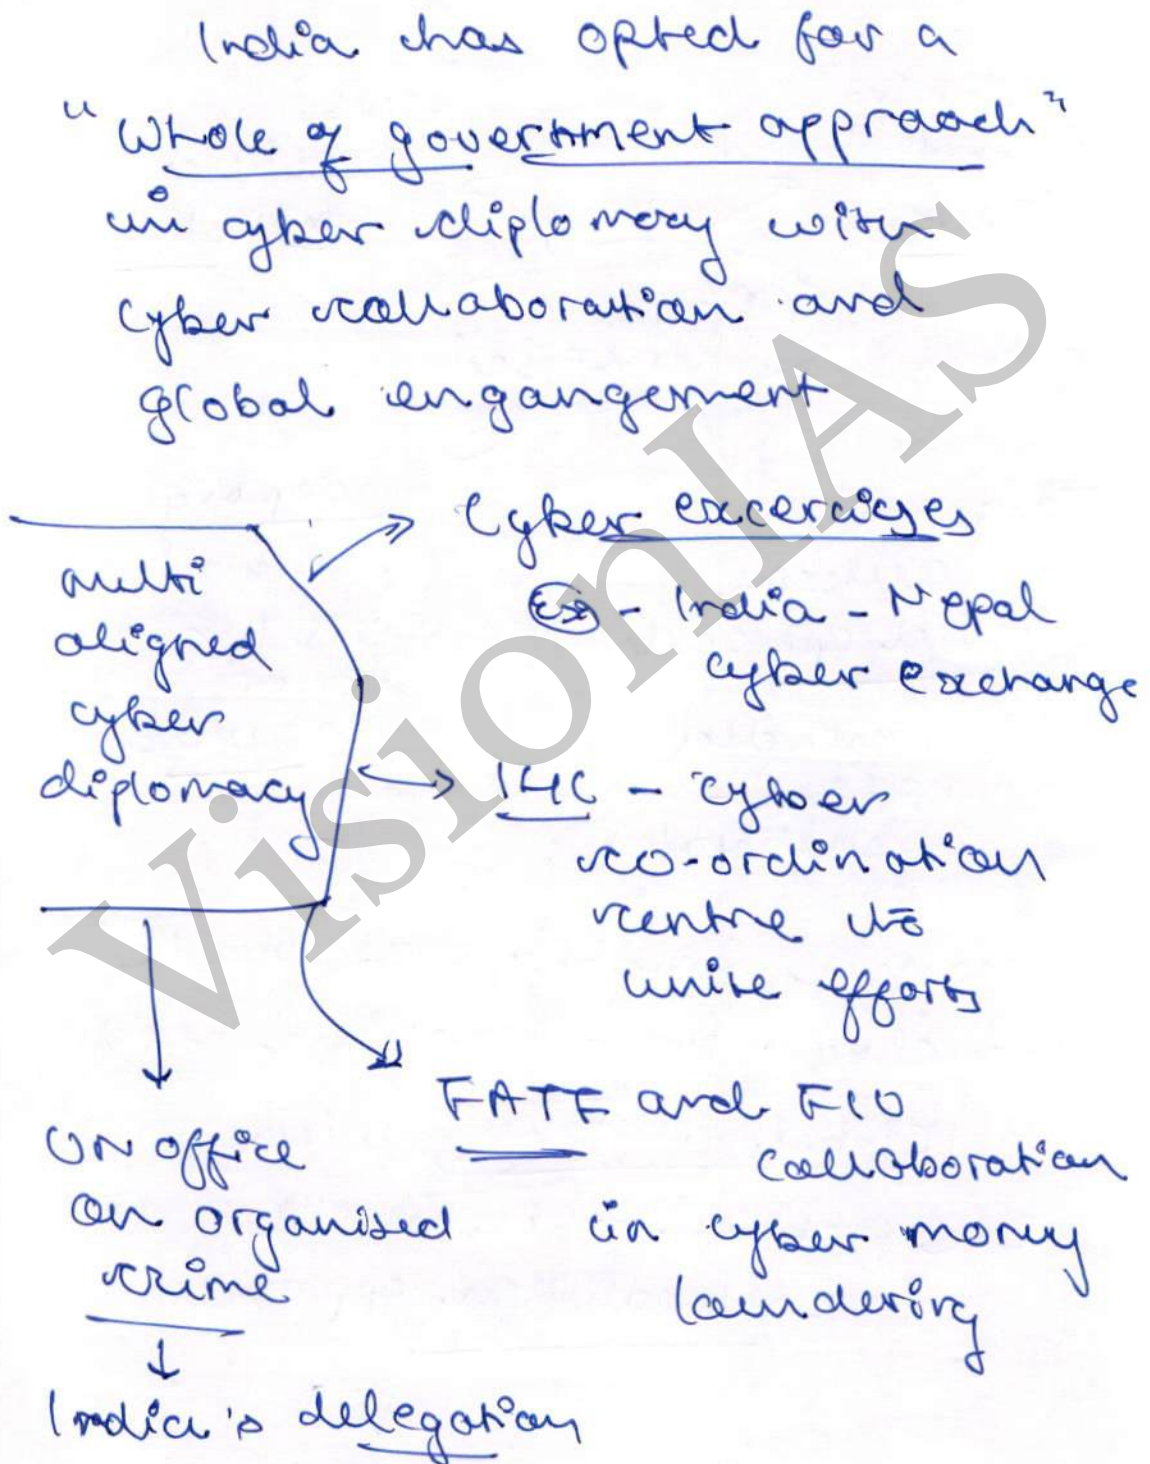 India has opted for a
"Whole of government approach"
in cyber diplomacy with
cyber collaboration and
global engangement
multi
aligned
cyber
diplomacy
Cyber excercises
Ex - India - Nepal
cyber exchange
I4C - cyber
co-ordination
centre to
unite efforts
FATF and FIU
collaboration
in cyber money
laundering
UN office
on organised
crime
India's delegation
VisionIAS